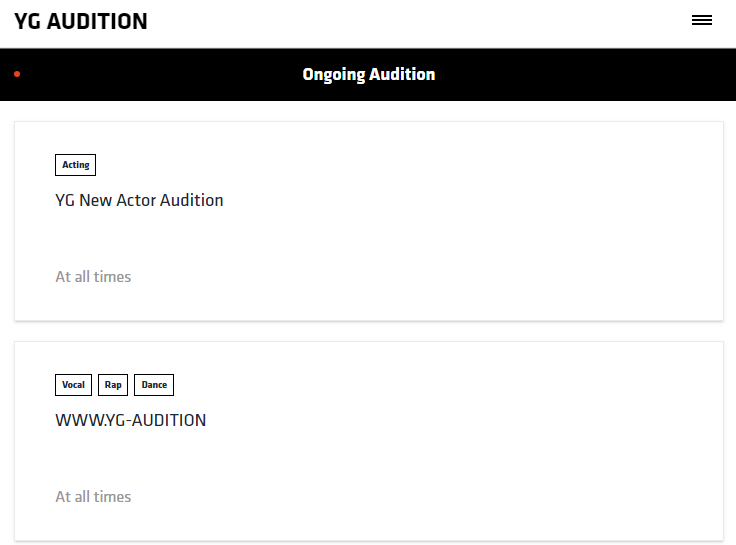 YG AUDITION
Ongoing Audition
Acting
YG New Actor Audition
At all times
Vocal Rap Dance
WWW.YG-AUDITION
At all times